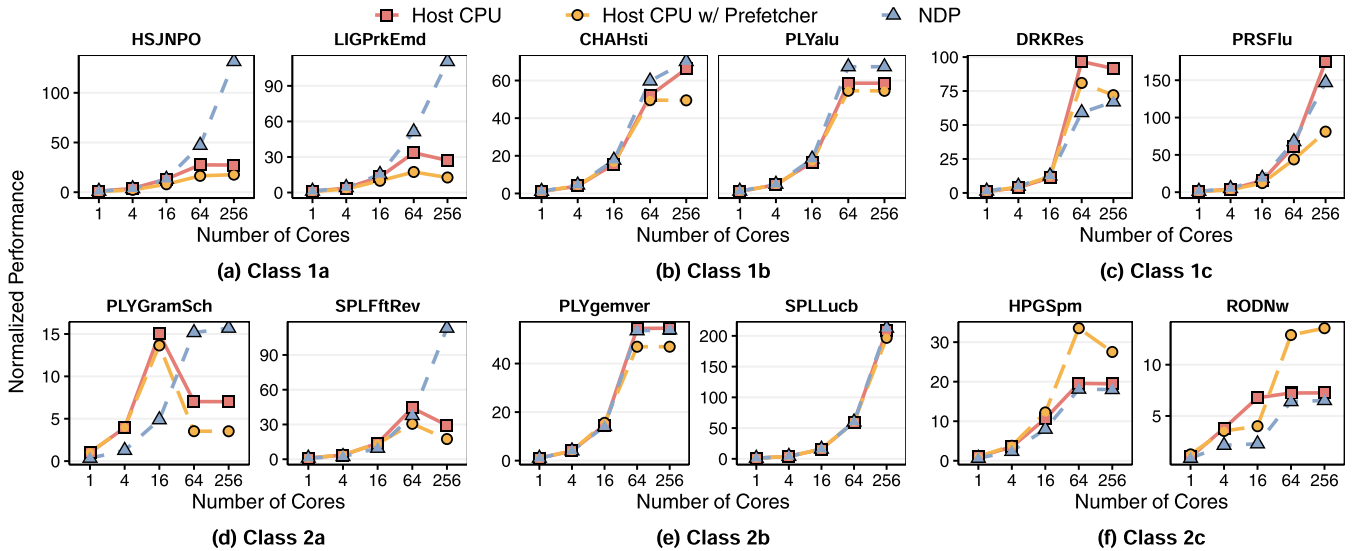 Host CPU Host CPU w/ Prefetcher NDP
Normalized Performance
HSJNPO LIGPrkEmd CHAHsti PLYalu DRKRes PRSFlu
100 50 0
90 60 30 0
60 40 20 0
100 75 50 25 0
150 100 50 0
1 4 16 64 256 1 4 16 64 256 1 4 16 64 256 1 4 16 64 256 1 4 16 64 256 1 4 16 64 256
Number of Cores Number of Cores Number of Cores
(a) Class 1a (b) Class 1b (c) Class 1c
PLYGramSch SPLFftRev PLYgemver SPLLucb HPGSpm RODNw
15 10 5 0
90 60 30 0
40 20 0
200 150 100 50 0
30 20 10 0
10 5
1 4 16 64 256 1 4 16 64 256 1 4 16 64 256 1 4 16 64 256 1 4 16 64 256 1 4 16 64 256
Number of Cores Number of Cores Number of Cores
(d) Class 2a (e) Class 2b (f) Class 2c